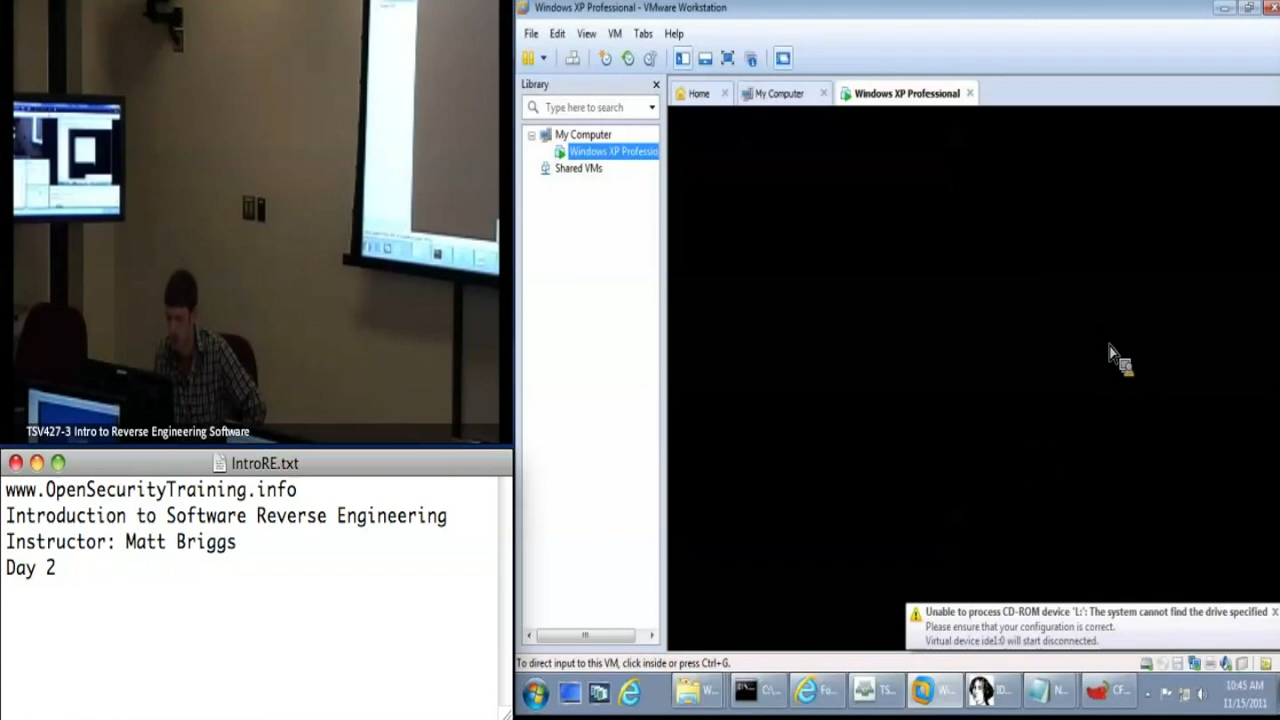 TSV427-3 Intro to Reverse Engineering Software
IntroRE.txt
www.OpenSecurityTraining.info
Introduction to Software Reverse Engineering
Instructor: Matt Briggs
Day 2
Windows XP Professional - VMware Workstation
File Edit View VM Tabs Help
Library
Type here to search
My Computer
Windows XP Professio
Shared VMs
Home
My Computer
Windows XP Professional
Unable to process CD-ROM device 'L:': The system cannot find the drive specified
Please ensure that your configuration is correct.
Virtual device ide1:0 will start disconnected.
To direct input to this VM, click inside or press Ctrl+G.
W...
C:\...
Fo...
TS...
Wi...
ID...
N...
CF...
10:45 AM
11/15/2011